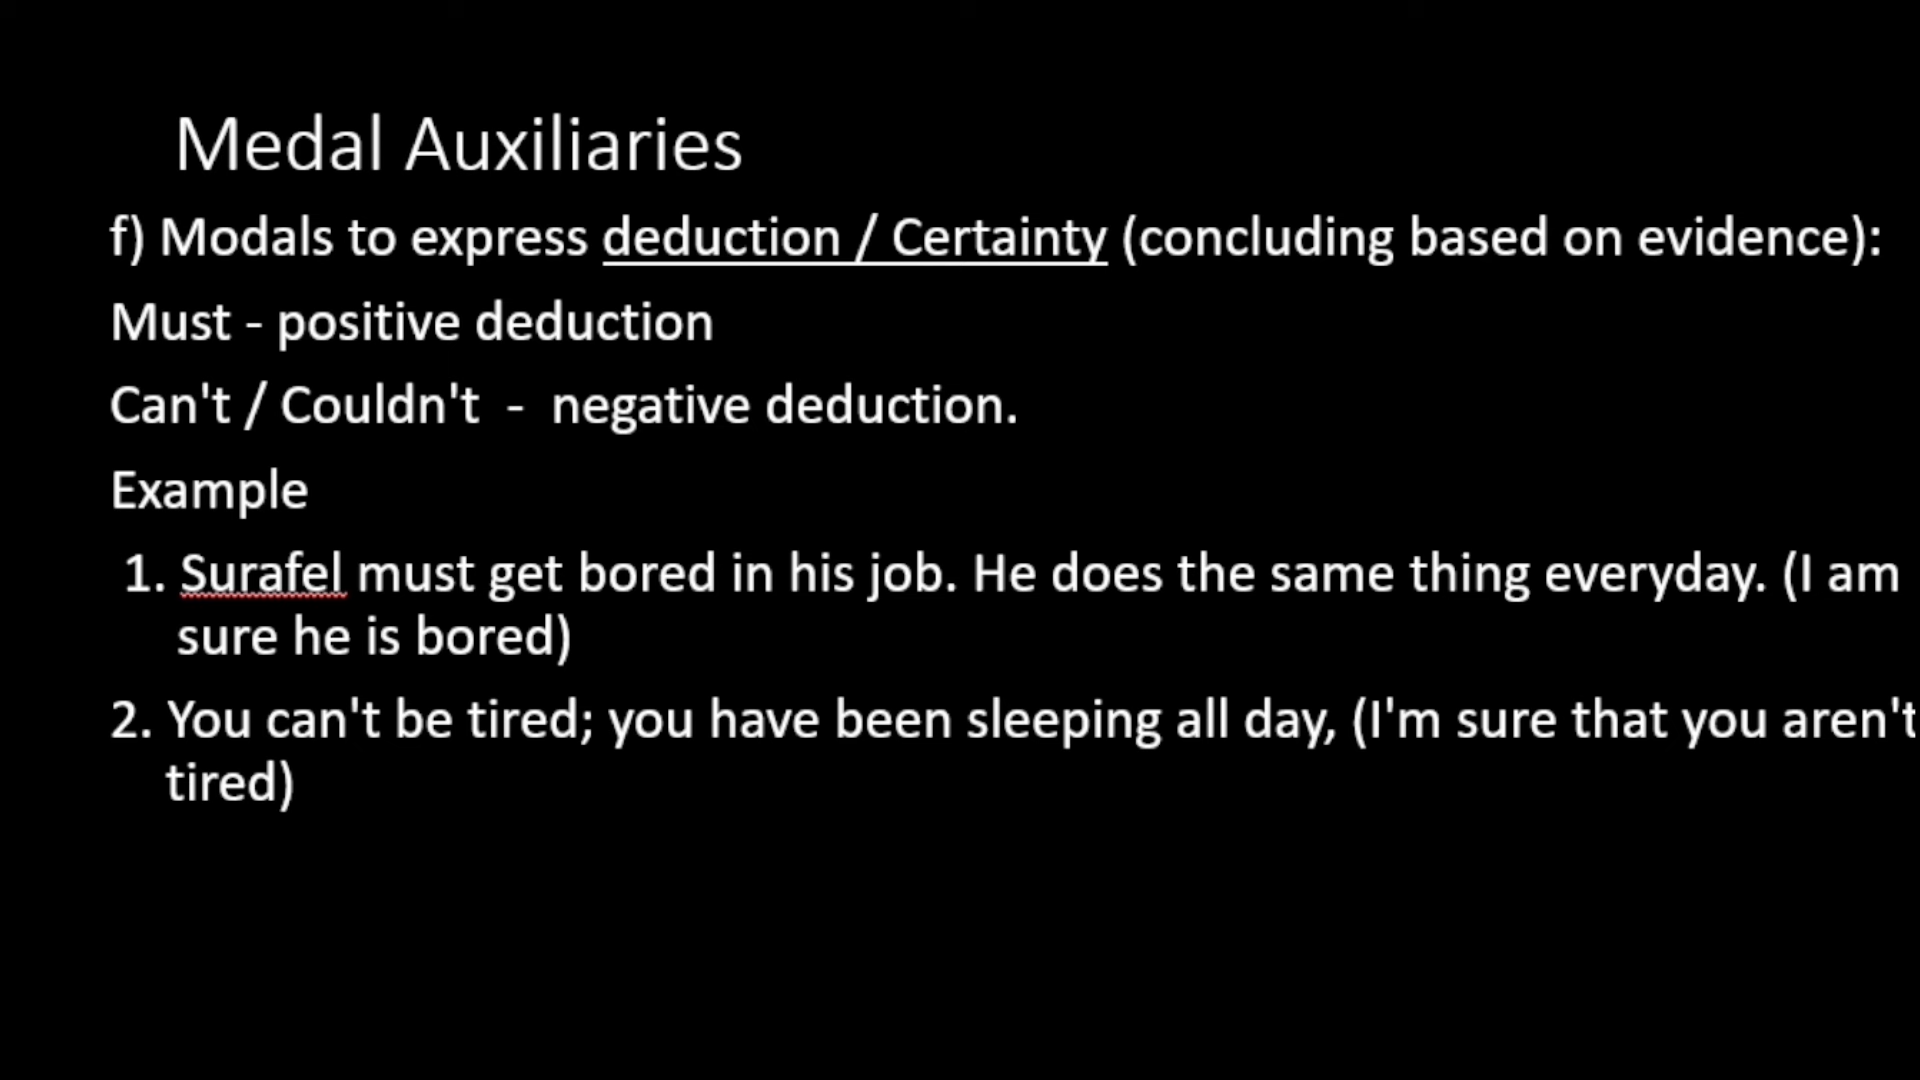 Medal Auxiliaries
f) Modals to express deduction / Certainty (concluding based on evidence):
Must - positive deduction
Can't / Couldn't  -  negative deduction.
Example
1. Surafel must get bored in his job. He does the same thing everyday. (I am
sure he is bored)
2. You can't be tired; you have been sleeping all day, (I'm sure that you aren't
tired)